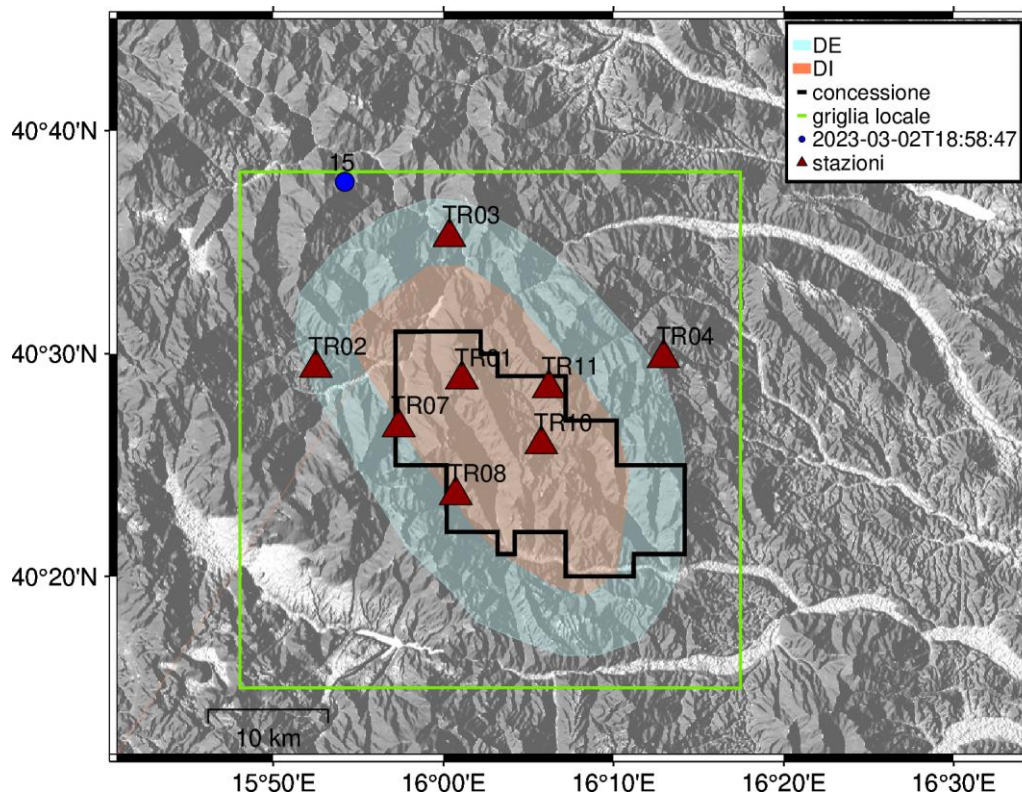 DE
DI
concessione
griglia locale
2023-03-02T18:58:47
stazioni
40°40'N
15
TR03
40°30'N
TR02
TR04
TR01
TR11
TR07
TR10
TR08
40°20'N
10 km
15°50'E
16°00'E
16°10'E
16°20'E
16°30'E